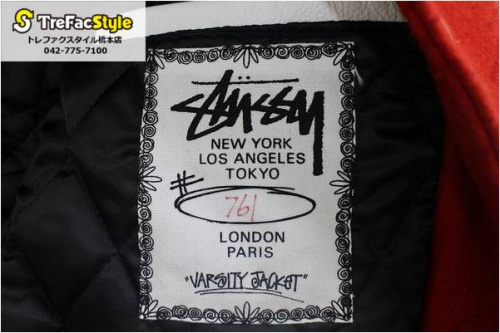 TreFacStyle
トレファクスタイル橋本店
042-775-7100
STÜSSY
NEW YORK
LOS ANGELES
TOKYO
#
761
LONDON
PARIS
"VARSITY JACKET"